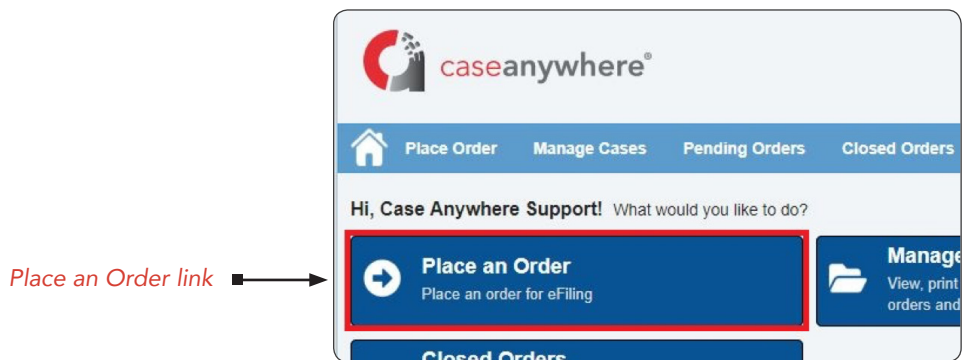 caseanywhere®
Place Order Manage Cases Pending Orders Closed Orders
Hi, Case Anywhere Support! What would you like to do?
Place an Order
Place an order for eFiling
Manage
View, print
orders and
Place an Order link
Closed Orders